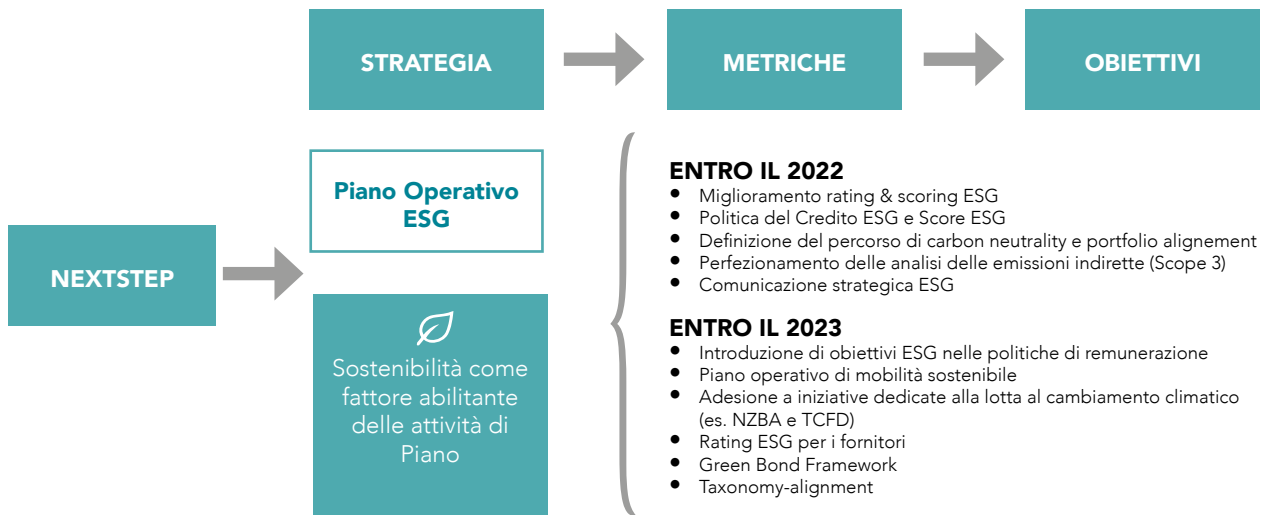 STRATEGIA
METRICHE
OBIETTIVI
NEXTSTEP
Piano Operativo
ESG
Sostenibilità come
fattore abilitante
delle attività di
Piano
ENTRO IL 2022
• Miglioramento rating & scoring ESG
• Politica del Credito ESG e Score ESG
• Definizione del percorso di carbon neutrality e portfolio alignement
• Perfezionamento delle analisi delle emissioni indirette (Scope 3)
• Comunicazione strategica ESG
ENTRO IL 2023
• Introduzione di obiettivi ESG nelle politiche di remunerazione
• Piano operativo di mobilità sostenibile
• Adesione a iniziative dedicate alla lotta al cambiamento climatico
(es. NZBA e TCFD)
• Rating ESG per i fornitori
• Green Bond Framework
• Taxonomy-alignment